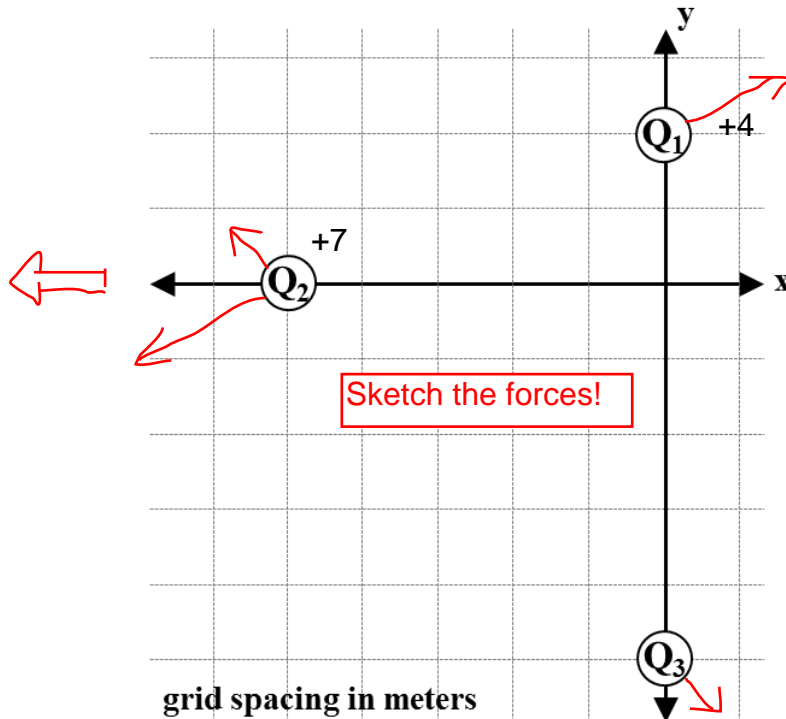 y
Q₁
+4
+7
Q₂
x
Sketch the forces!
Q₃
grid spacing in meters